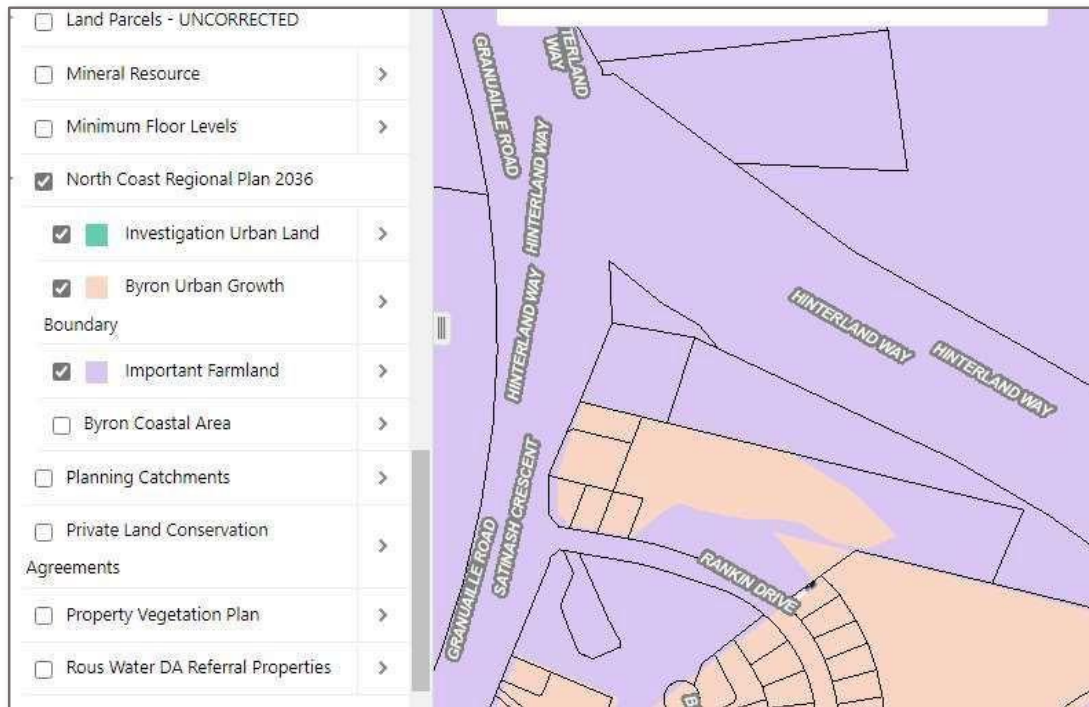 Land Parcels - UNCORRECTED
Mineral Resource
Minimum Floor Levels
North Coast Regional Plan 2036
Investigation Urban Land
Byron Urban Growth
Boundary
Important Farmland
Byron Coastal Area
Planning Catchments
Private Land Conservation
Agreements
Property Vegetation Plan
Rous Water DA Referral Properties
GRANUAILLE ROAD
WAY
HINTERLAND WAY
HINTERLAND WAY
HINTERLAND WAY
HINTERLAND WAY
GRANUAILLE ROAD
SATINASH CRESCENT
RANKIN DRIVE